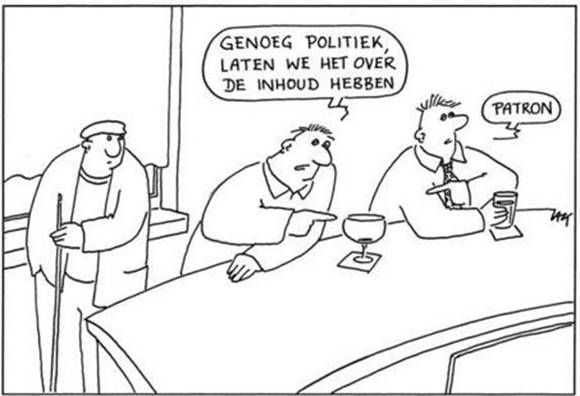 GENOEG POLITIEK,
LATEN WE HET OVER
DE INHOUD HEBBEN
PATRON